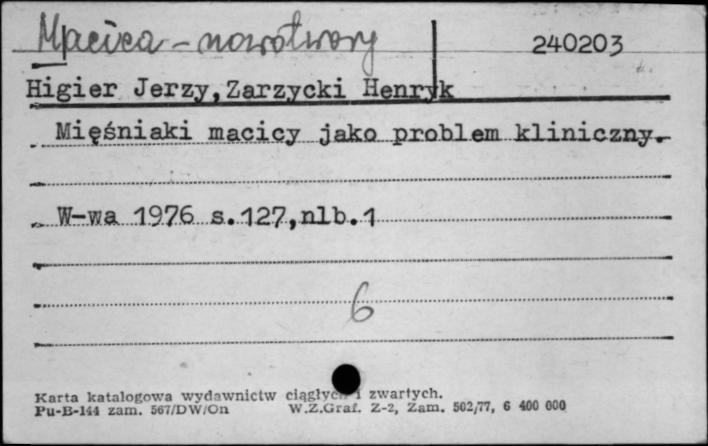 Macica - nowotwory
240203
Higier Jerzy,Zarzycki Henryk
Mięśniaki macicy jako problem kliniczny.
W-wa 1976 s.127,nlb.1
6
Karta katalogowa wydawnictw ciągłych i zwartych.
Pu-B-144 zam. 567/DW/On W.Z.Graf. Z-2, Zam. 502/77, 6 400 000